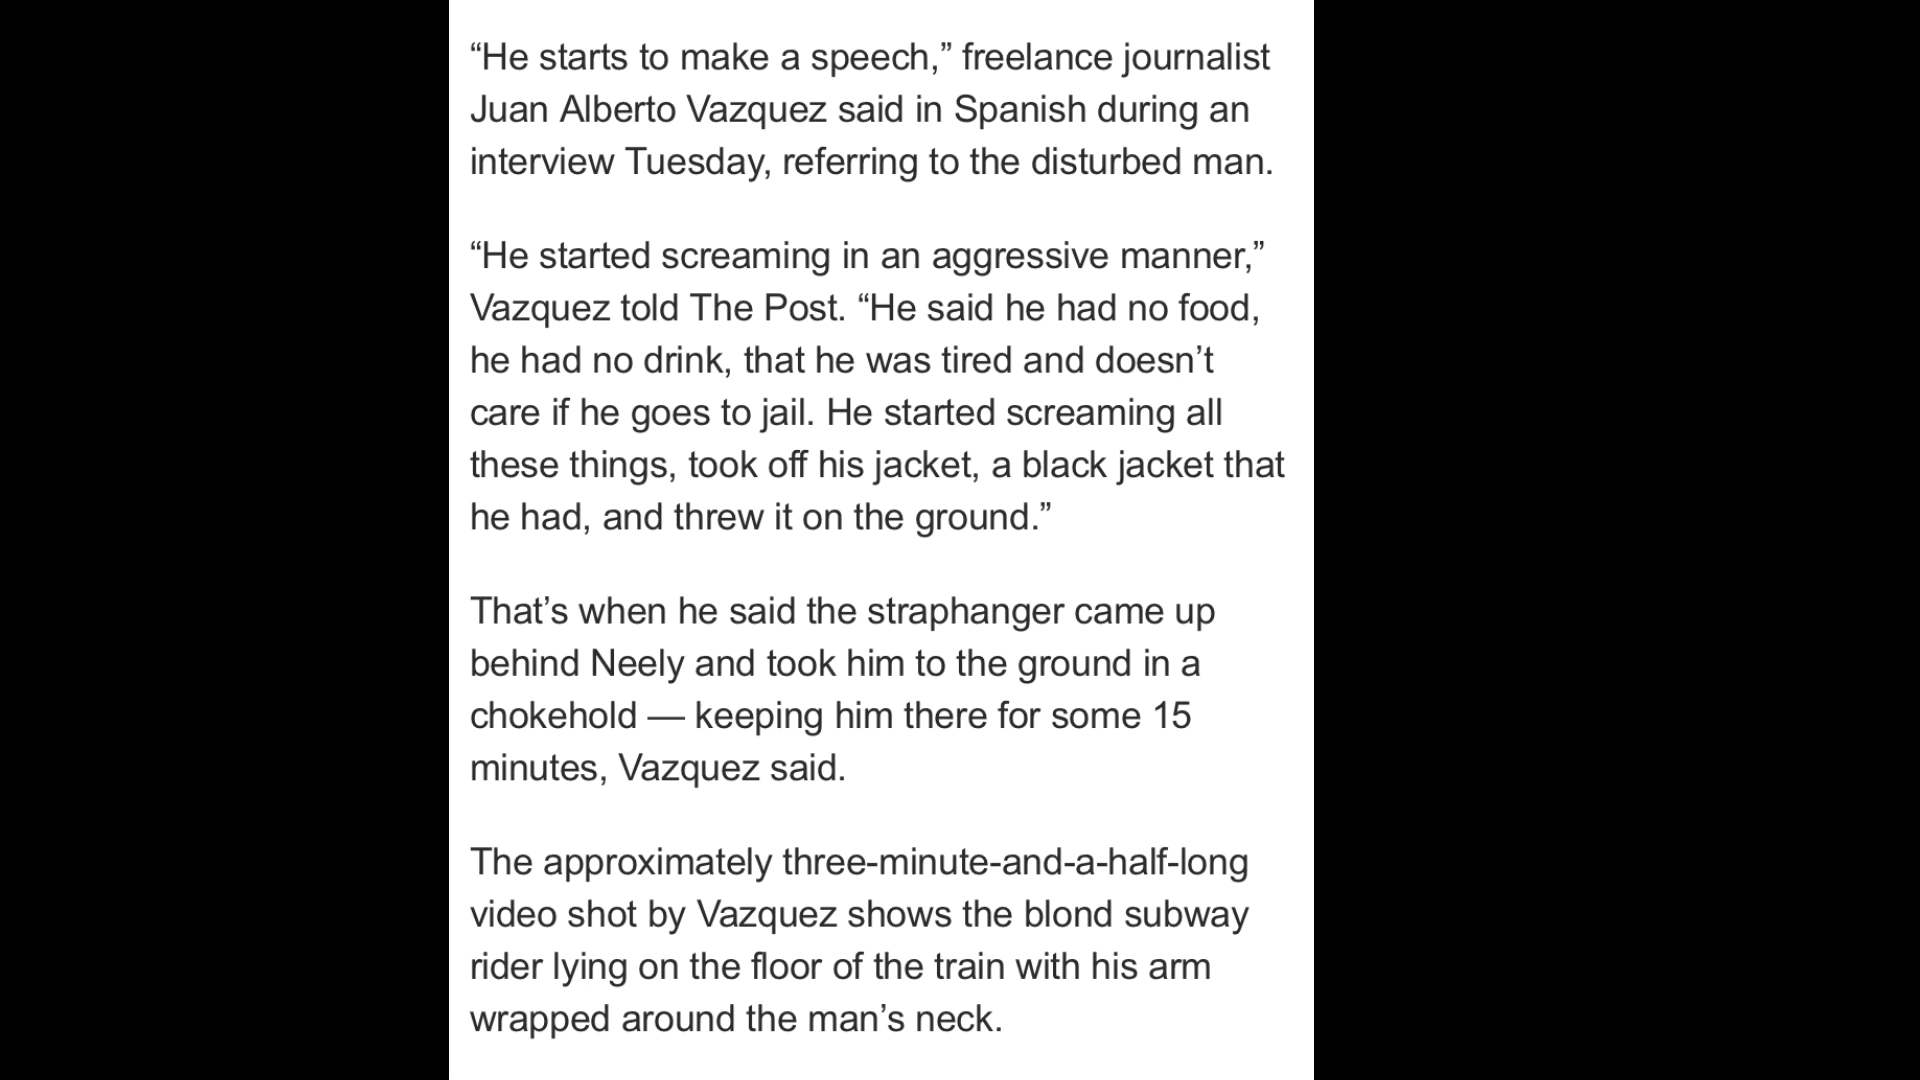 “He starts to make a speech,” freelance journalist
Juan Alberto Vazquez said in Spanish during an
interview Tuesday, referring to the disturbed man.
“He started screaming in an aggressive manner,”
Vazquez told The Post. “He said he had no food,
he had no drink, that he was tired and doesn’t
care if he goes to jail. He started screaming all
these things, took off his jacket, a black jacket that
he had, and threw it on the ground.”
That’s when he said the straphanger came up
behind Neely and took him to the ground in a
chokehold — keeping him there for some 15
minutes, Vazquez said.
The approximately three-minute-and-a-half-long
video shot by Vazquez shows the blond subway
rider lying on the floor of the train with his arm
wrapped around the man’s neck.